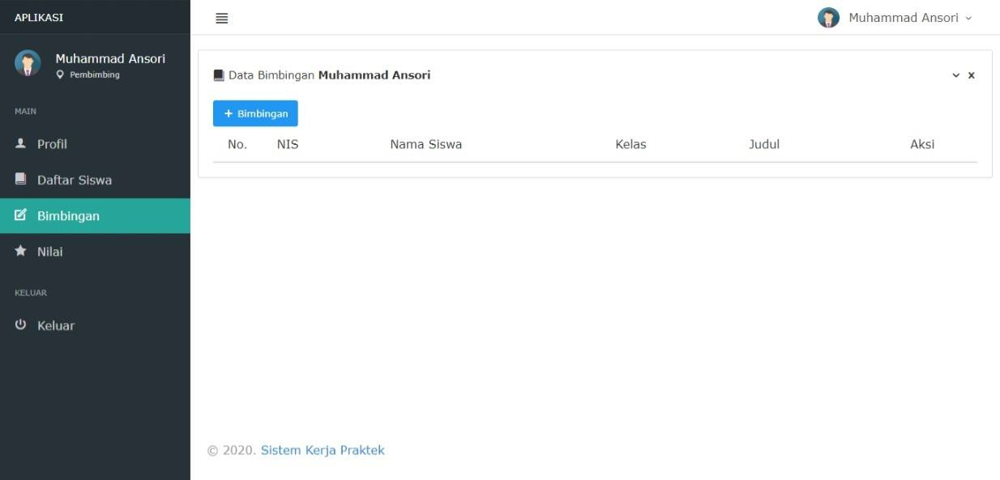 APLIKASI
Muhammad Ansori
Muhammad Ansori
Pembimbing
MAIN
Profil
Daftar Siswa
Bimbingan
Nilai
KELUAR
Keluar
Data Bimbingan Muhammad Ansori
+ Bimbingan
No. NIS Nama Siswa Kelas Judul Aksi
© 2020. Sistem Kerja Praktek